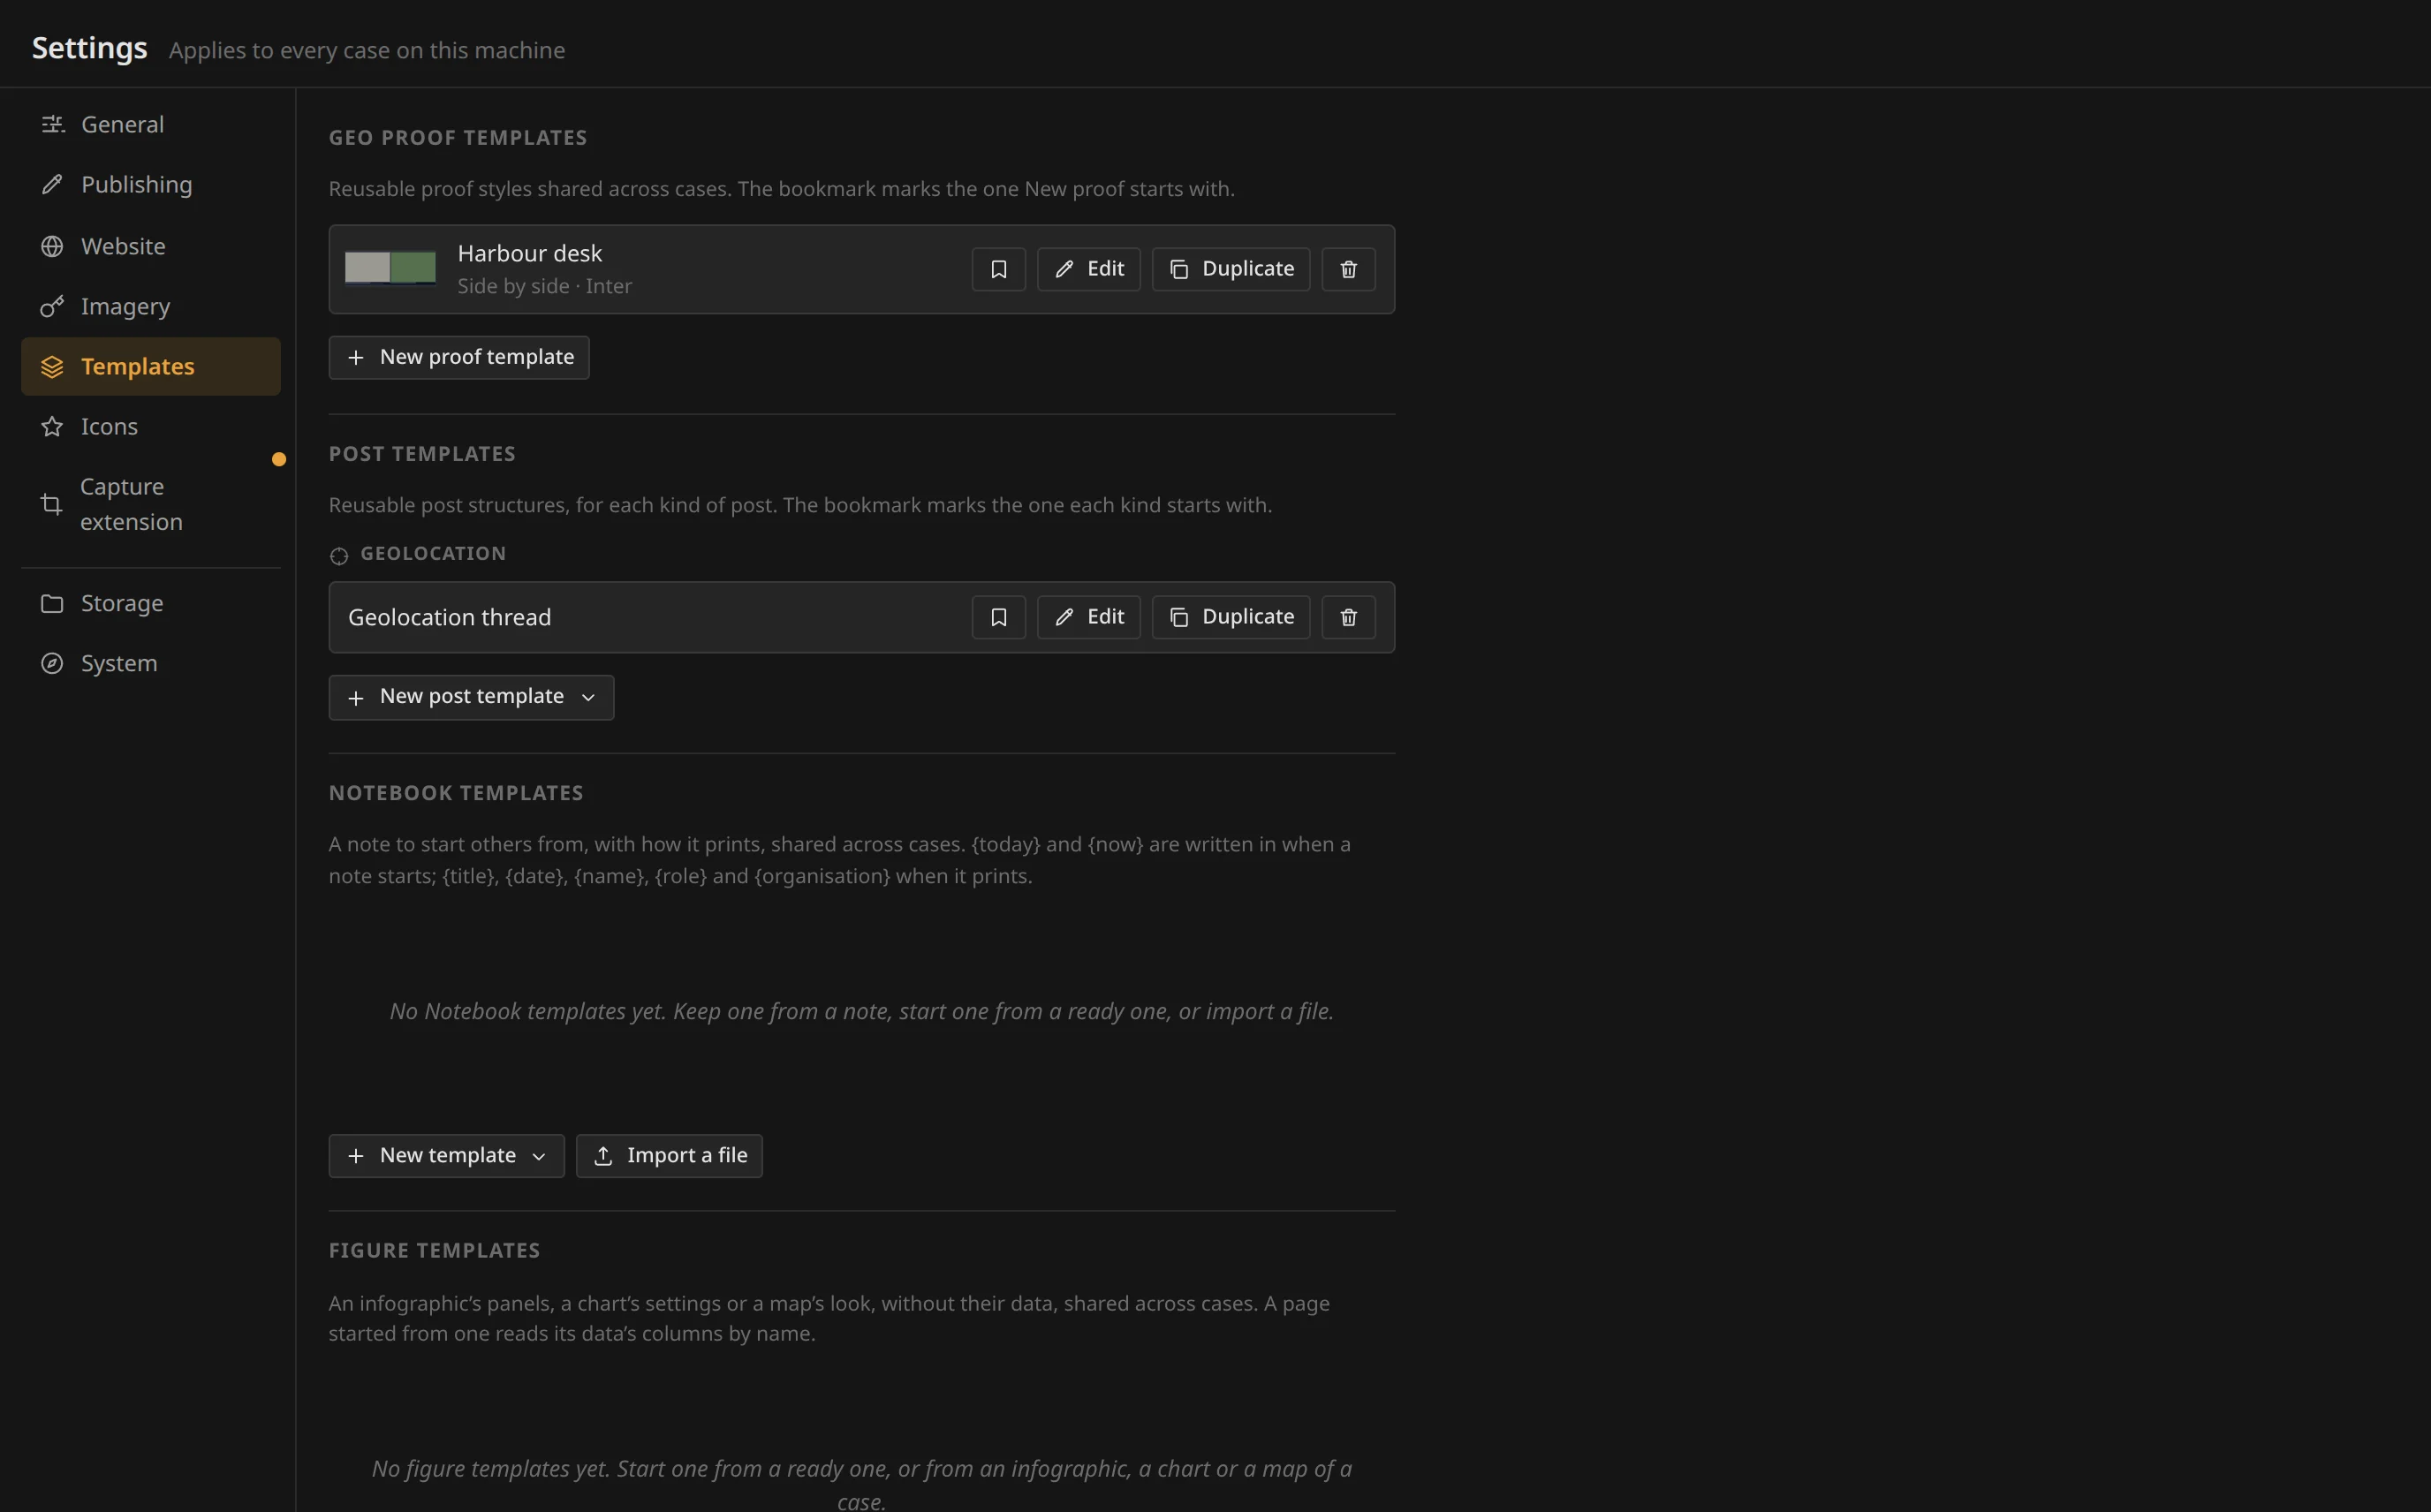 Settings Applies to every case on this machine
General
Publishing
Website
Imagery
Templates
Icons
Capture
extension
Storage
System
GEO PROOF TEMPLATES
Reusable proof styles shared across cases. The bookmark marks the one New proof starts with.
Harbour desk
Side by side · Inter
Edit
Duplicate
New proof template
POST TEMPLATES
Reusable post structures, for each kind of post. The bookmark marks the one each kind starts with.
GEOLOCATION
Geolocation thread
Edit
Duplicate
New post template
NOTEBOOK TEMPLATES
A note to start others from, with how it prints, shared across cases. {today} and {now} are written in when a
note starts; {title}, {date}, {name}, {role} and {organisation} when it prints.
No Notebook templates yet. Keep one from a note, start one from a ready one, or import a file.
New template
Import a file
FIGURE TEMPLATES
An infographic’s panels, a chart’s settings or a map’s look, without their data, shared across cases. A page
started from one reads its data’s columns by name.
No figure templates yet. Start one from a ready one, or from an infographic, a chart or a map of a
case.